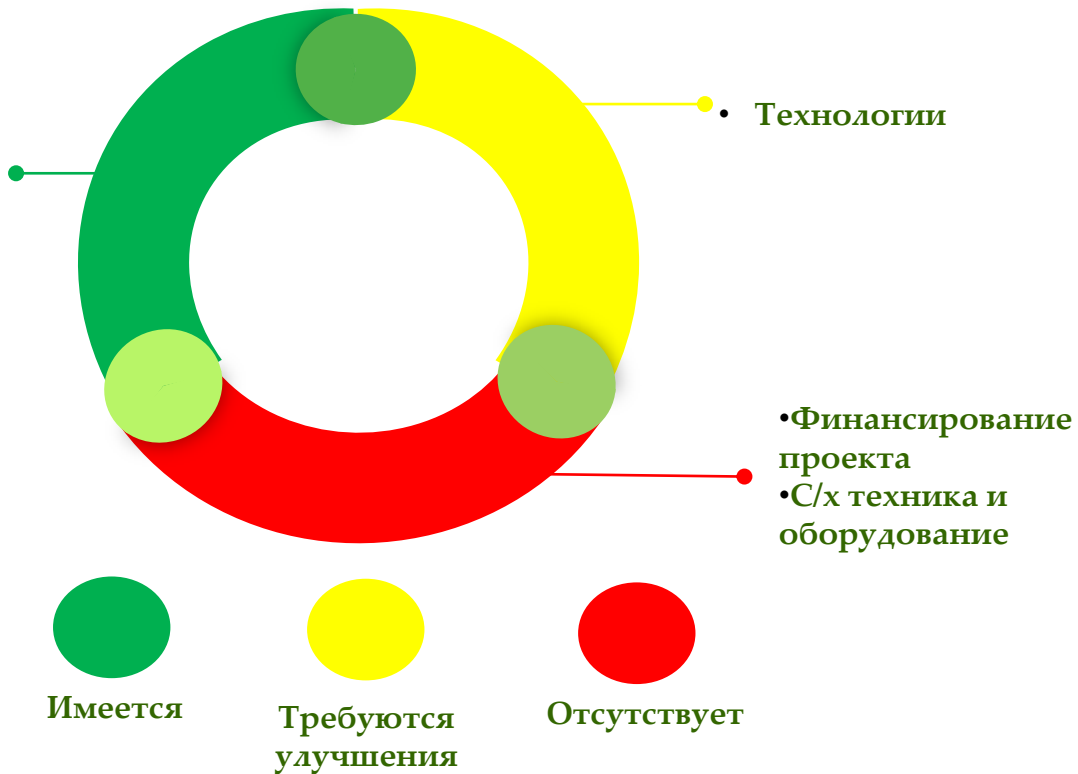 • Технологии
•Финансирование
проекта
•С/х техника и
оборудование
Имеется
Требуются
улучшения
Отсутствует